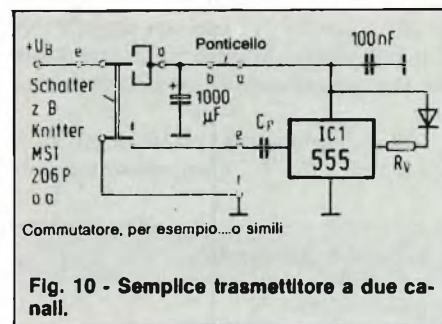 +UB
e
a
Ponticello
100nF
b
a
Schalter
z B
Knitter
MSI
206P
o a
+
1000
µF
f
e
CP
IC1
555
RV
f
Commutatore, per esempio....o simili
Fig. 10 - Semplice trasmettitore a due ca-
nali.